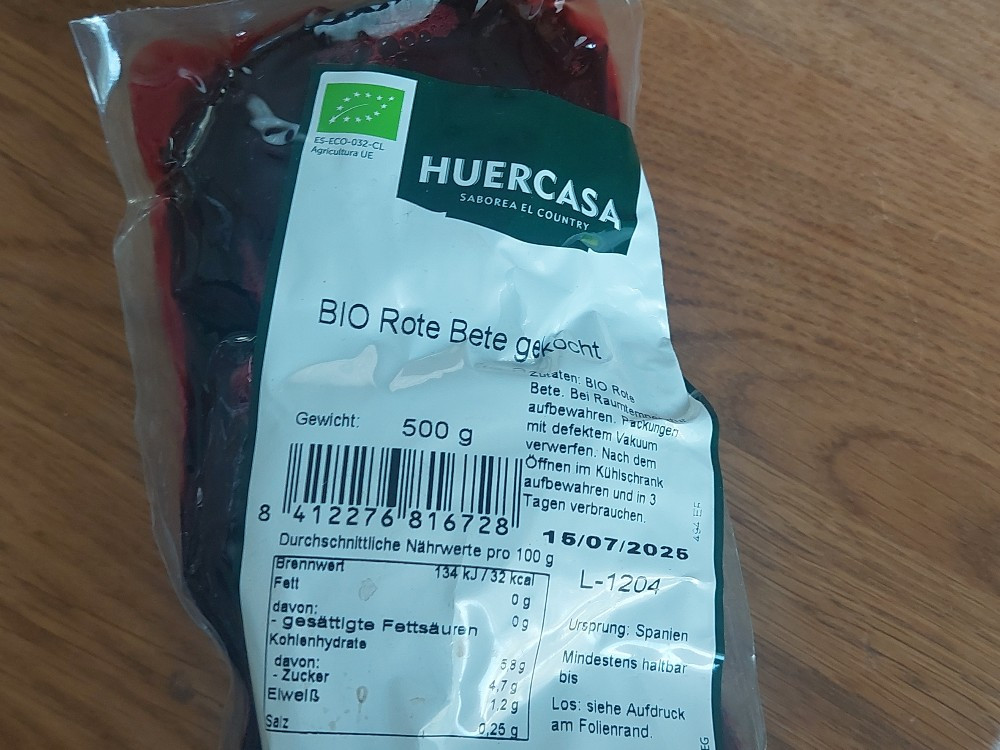 ES-ECO-032-CL
Agricultura UE
HUERCASA
SABOREA EL COUNTRY
BIO Rote Bete gekocht
Zutaten: BIO Rote
Bete. Bei Raumtemperatur
aufbewahren. Packungen
mit defektem Vakuum
verwerfen. Nach dem
Öffnen im Kühlschrank
aufbewahren und in 3
Tagen verbrauchen.
Gewicht: 500 g
8 412276 816728
15/07/2025
L-1204
Ursprung: Spanien
Mindestens haltbar
bis
Los: siehe Aufdruck
am Folienrand.
Durchschnittliche Nährwerte pro 100 g
Brennwert 134 kJ / 32 kcal
Fett 0 g
davon:
- gesättigte Fettsäuren 0 g
Kohlenhydrate 5,8 g
davon:
- Zucker 4,7 g
Eiweiß 1,2 g
Salz 0,25 g